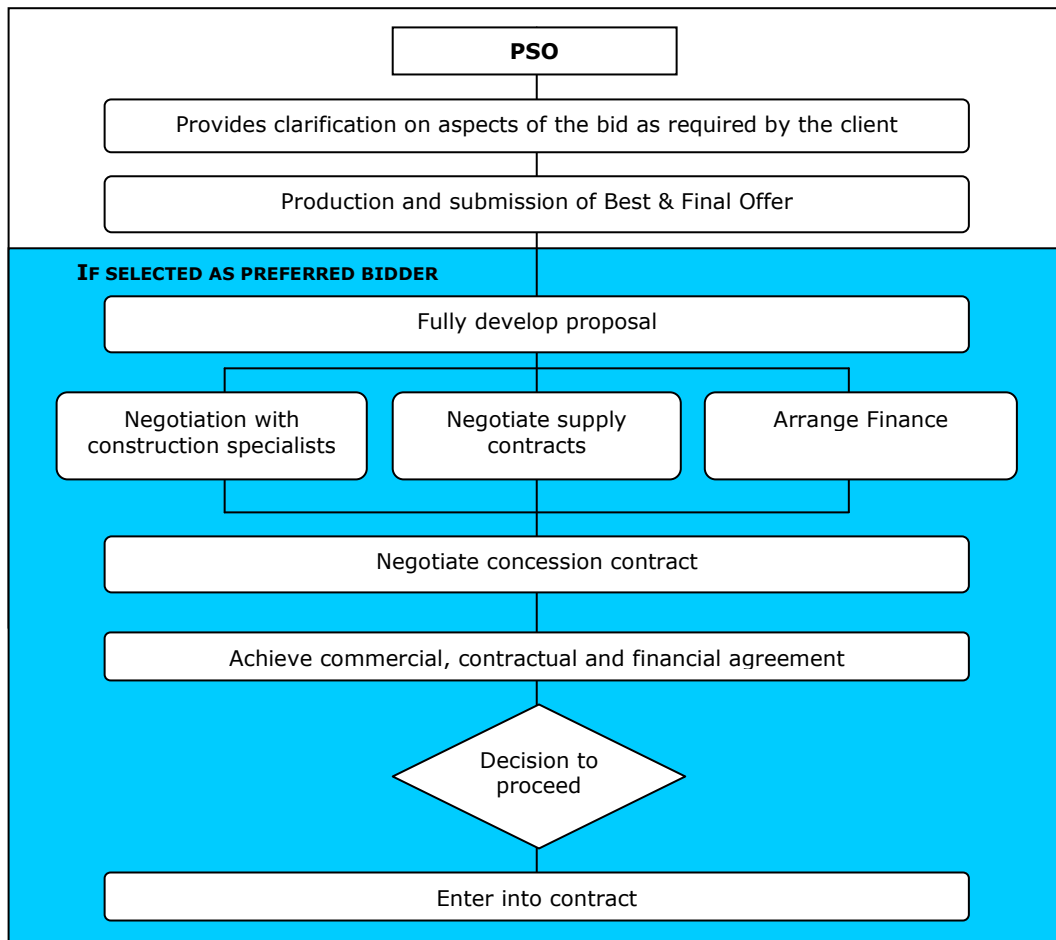 PSO
Provides clarification on aspects of the bid as required by the client
Production and submission of Best & Final Offer
IF SELECTED AS PREFERRED BIDDER
Fully develop proposal
Negotiation with
construction specialists
Negotiate supply
contracts
Arrange Finance
Negotiate concession contract
Achieve commercial, contractual and financial agreement
Decision to
proceed
Enter into contract